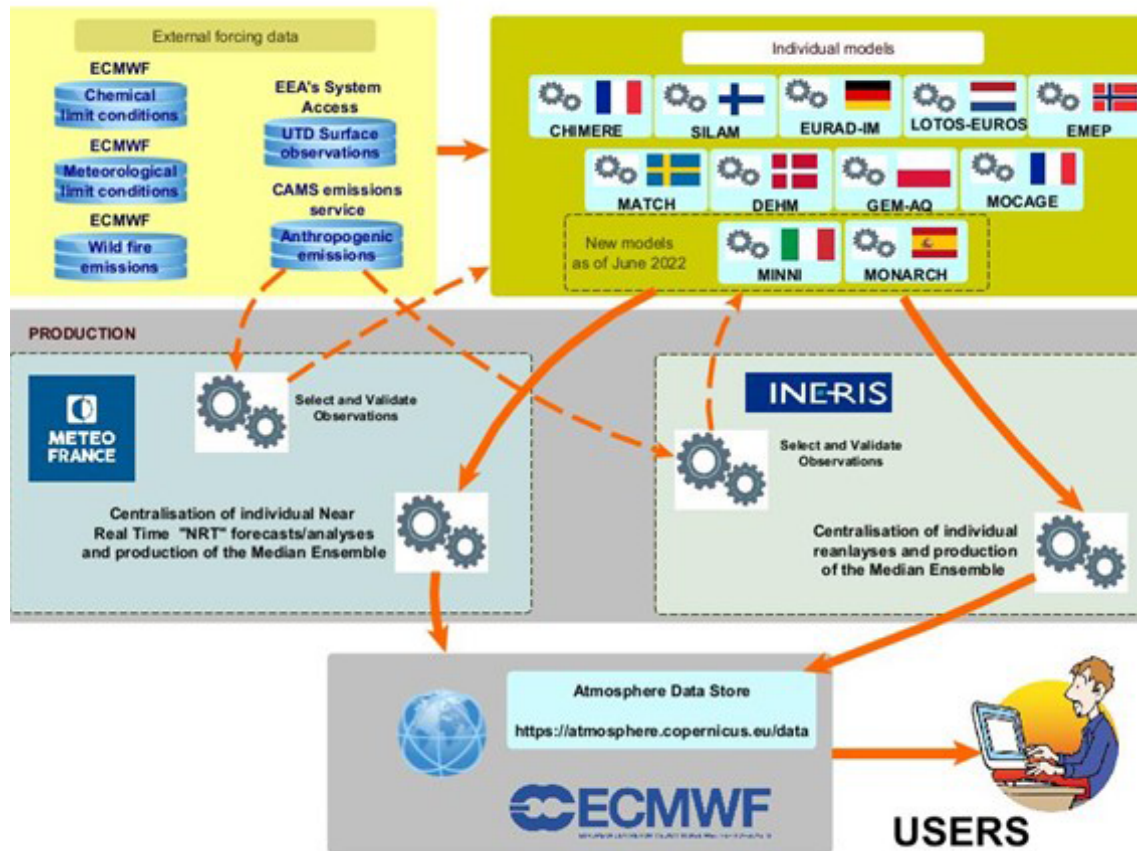 External forcing data
ECMWF
Chemical
limit conditions
ECMWF
Meteorological
limit conditions
ECMWF
Wild fire
emissions
EEA's System
Access
UTD Surface
observations
CAMS emissions
service
Anthropogenic
emissions
Individual models
CHIMERE
SILAM
EURAD-IM
LOTOS-EUROS
EMEP
MATCH
DEHM
GEM-AQ
MOCAGE
New models
as of June 2022
MINNI
MONARCH
PRODUCTION
METEO
FRANCE
Select and Validate
Observations
Centralisation of individual Near
Real Time "NRT" forecasts/analyses
and production of the Median Ensemble
INERIS
Select and Validate
Observations
Centralisation of individual
reanlayses and production
of the Median Ensemble
Atmosphere Data Store
https://atmosphere.copernicus.eu/data
ECMWF
USERS